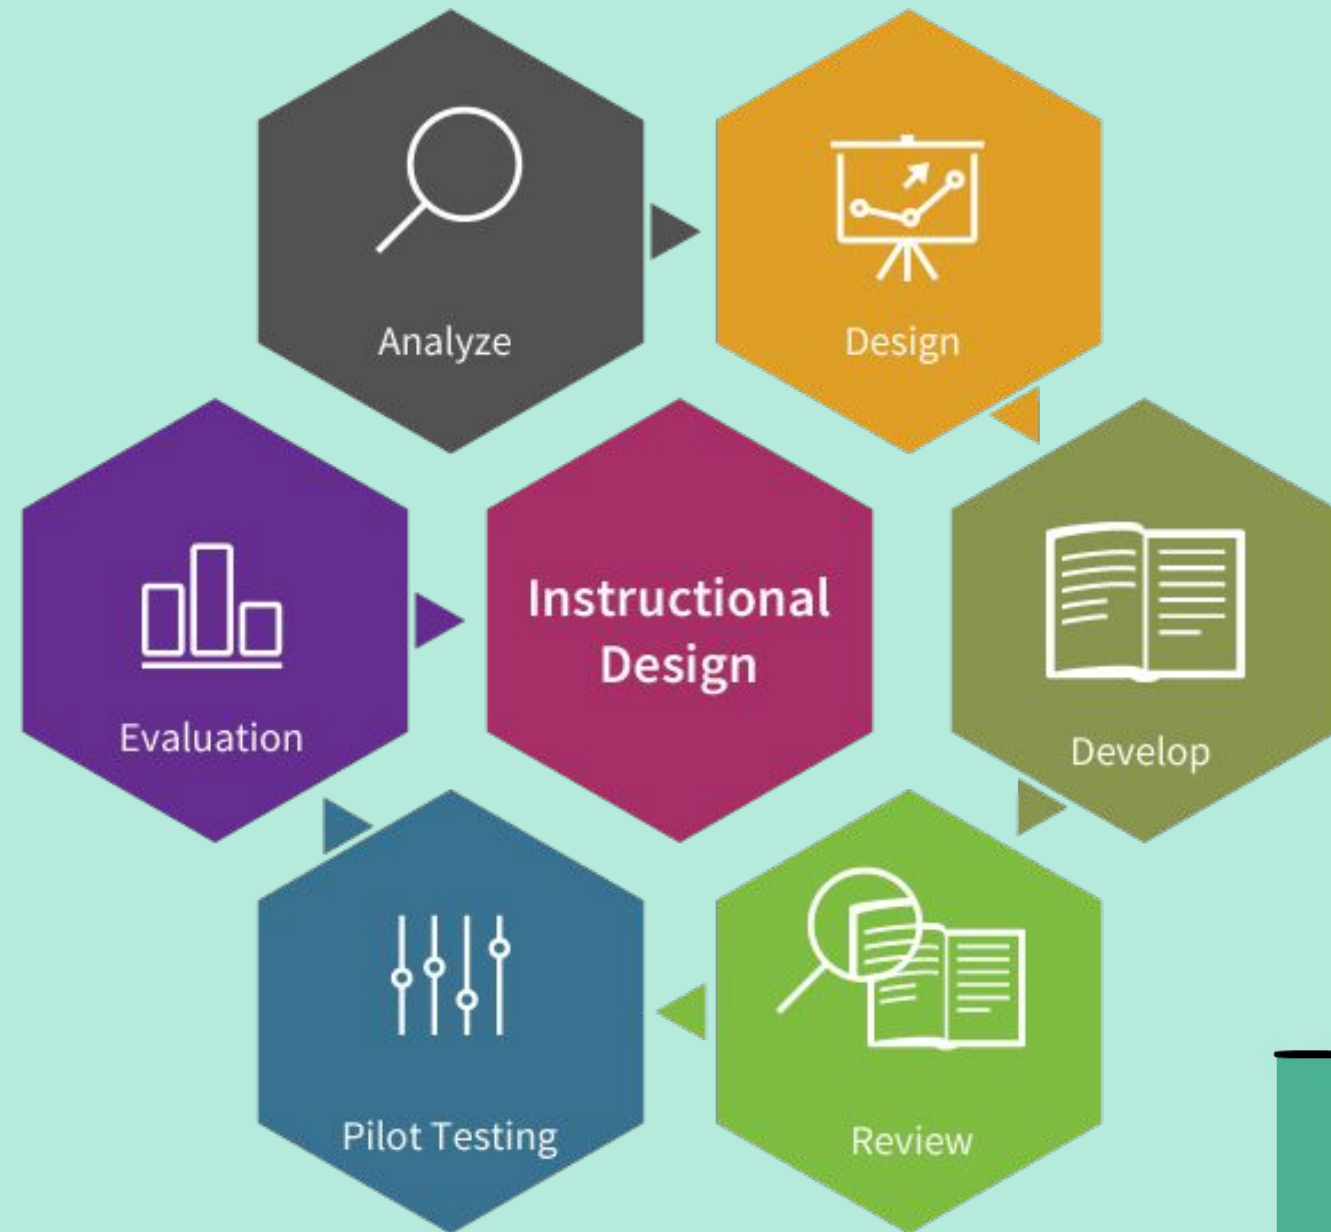 Analyze
Design
Instructional
Design
Evaluation
Develop
Pilot Testing
Review